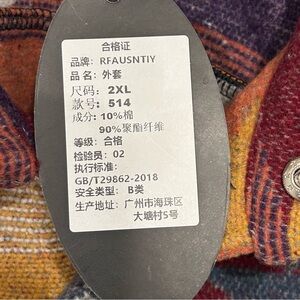 合格证
品牌: RFAUSNTIY
品名: 外套
尺码: 2XL
款号: 514
成分: 10%棉
90%聚酯纤维
等级: 合格
检验员: 02
执行标准:
GB/T29862-2018
安全类型: B类
生产地址: 广州市海珠区
大塘村5号